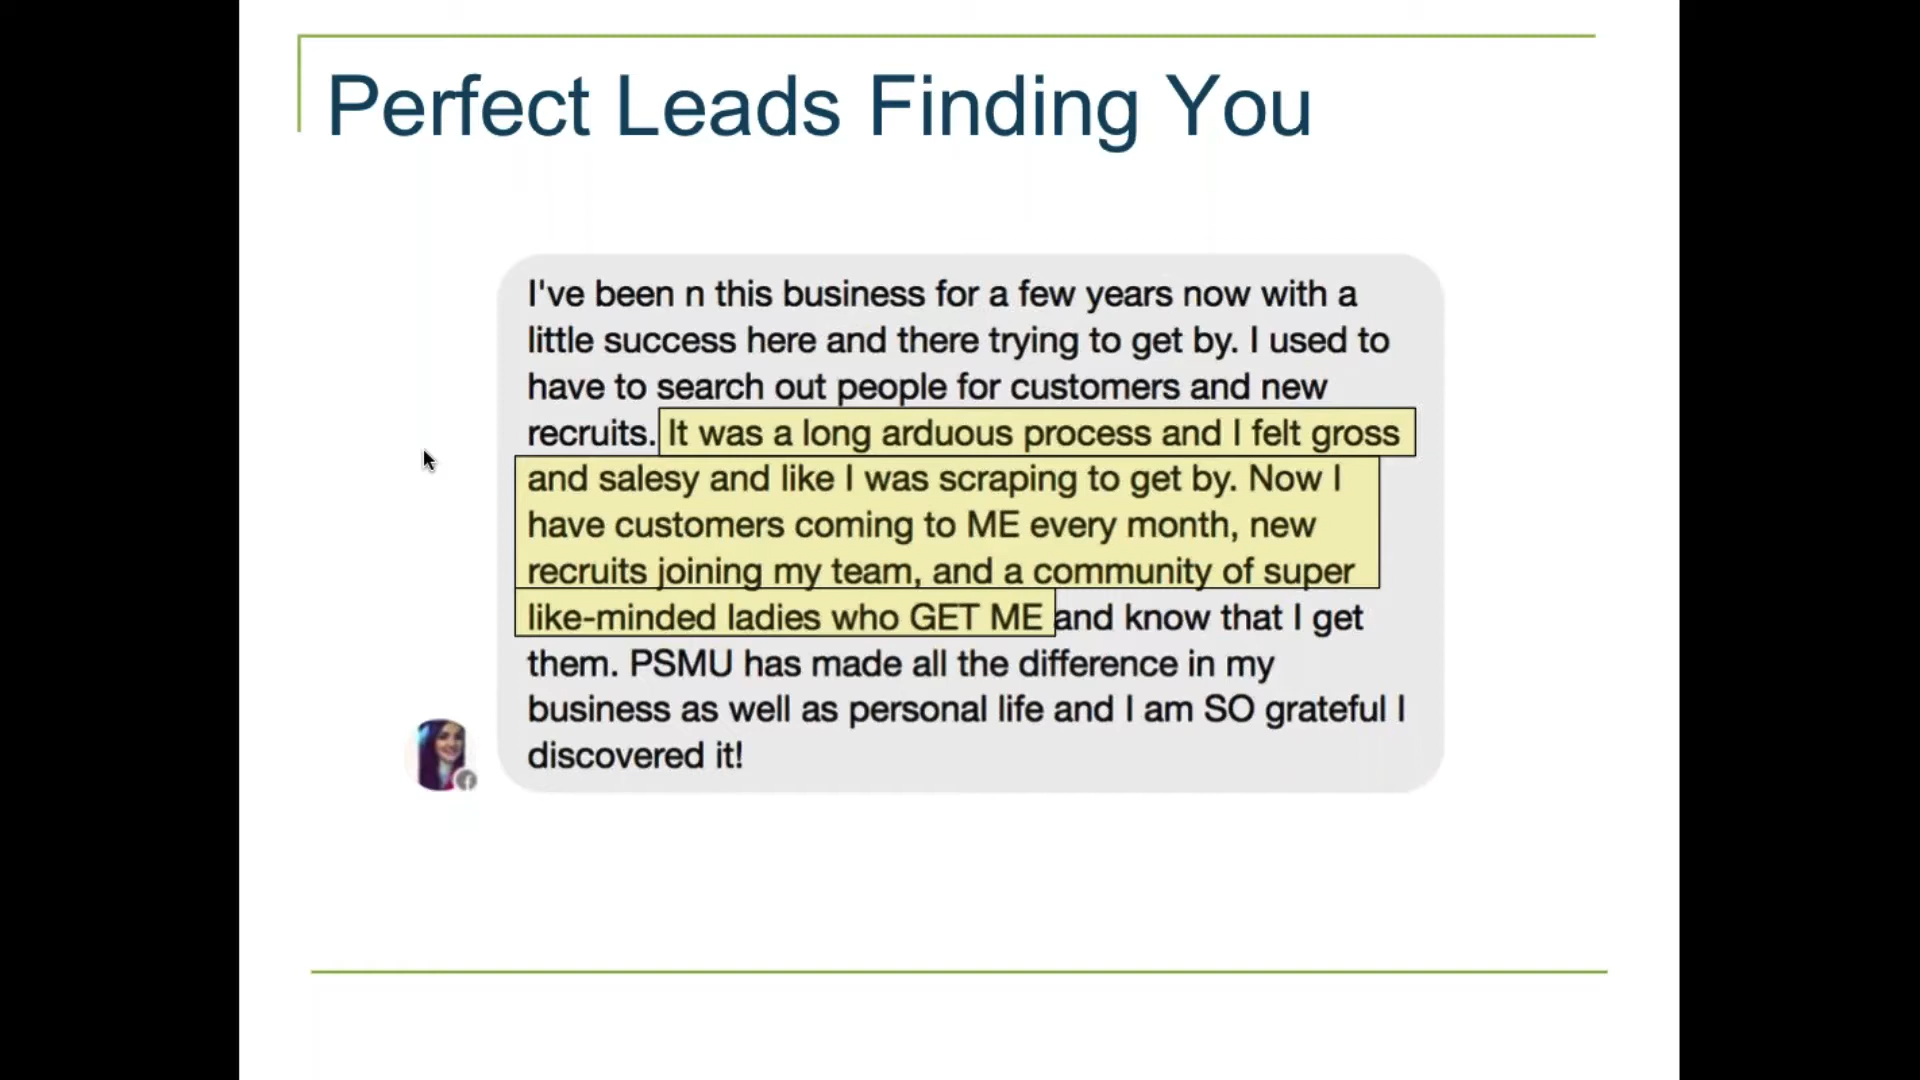 Perfect Leads Finding You
I've been n this business for a few years now with a
little success here and there trying to get by. I used to
have to search out people for customers and new
recruits. It was a long arduous process and I felt gross
and salesy and like I was scraping to get by. Now I
have customers coming to ME every month, new
recruits joining my team, and a community of super
like-minded ladies who GET ME and know that I get
them. PSMU has made all the difference in my
business as well as personal life and I am SO grateful I
discovered it!